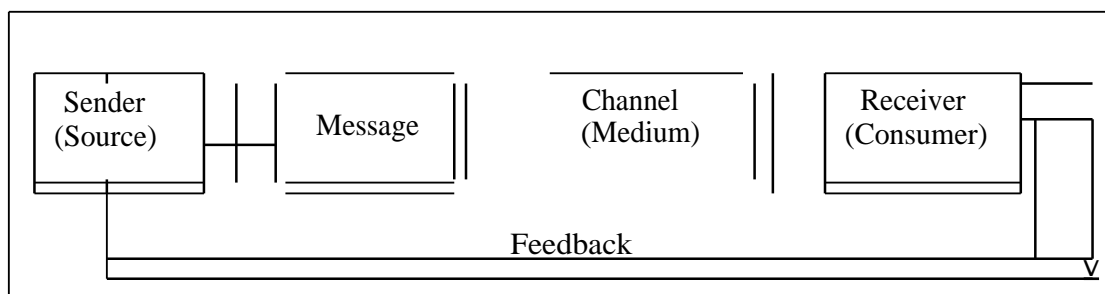 Sender
(Source)
Message
Channel
(Medium)
Receiver
(Consumer)
Feedback